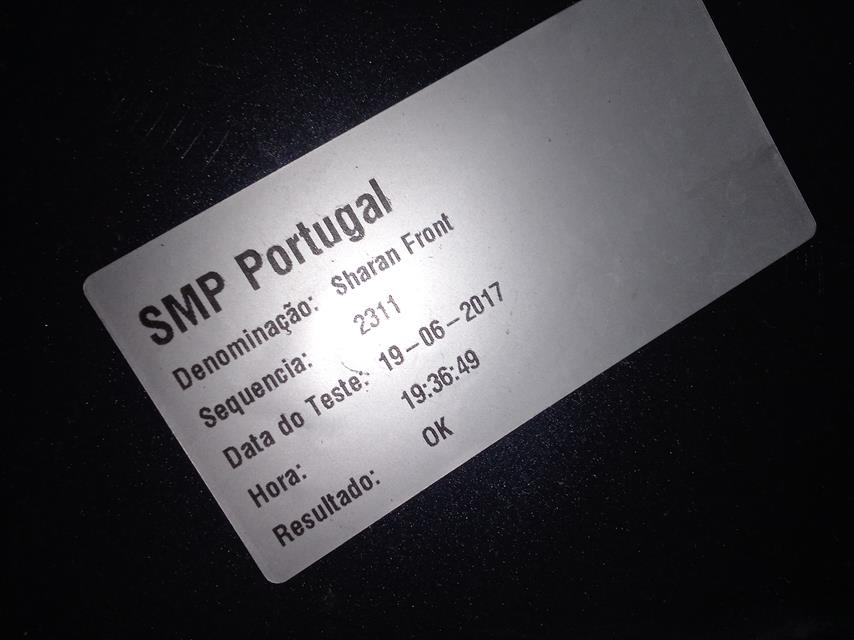 SMP Portugal
Denominação: Sharan Front
Sequencia: 2311
Data do Teste: 19-06-2017
Hora: 19:36:49
Resultado: OK